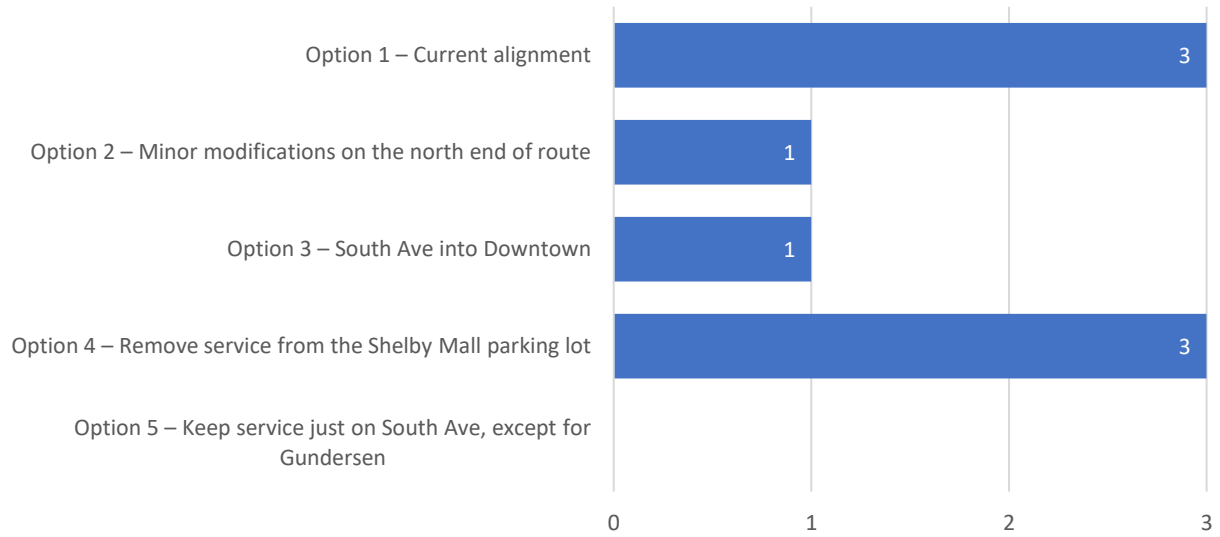 Option 1 – Current alignment
3
Option 2 – Minor modifications on the north end of route
1
Option 3 – South Ave into Downtown
1
Option 4 – Remove service from the Shelby Mall parking lot
3
Option 5 – Keep service just on South Ave, except for
Gundersen
0
1
2
3